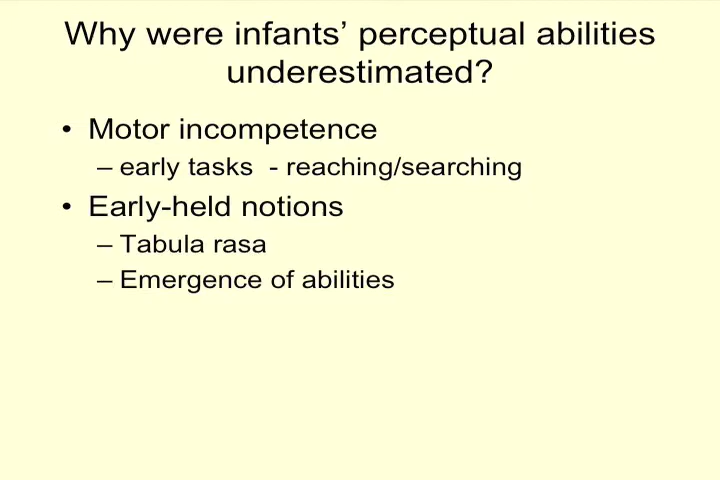 Why were infants’ perceptual abilities
underestimated?
• Motor incompetence
– early tasks  - reaching/searching
• Early-held notions
– Tabula rasa
– Emergence of abilities